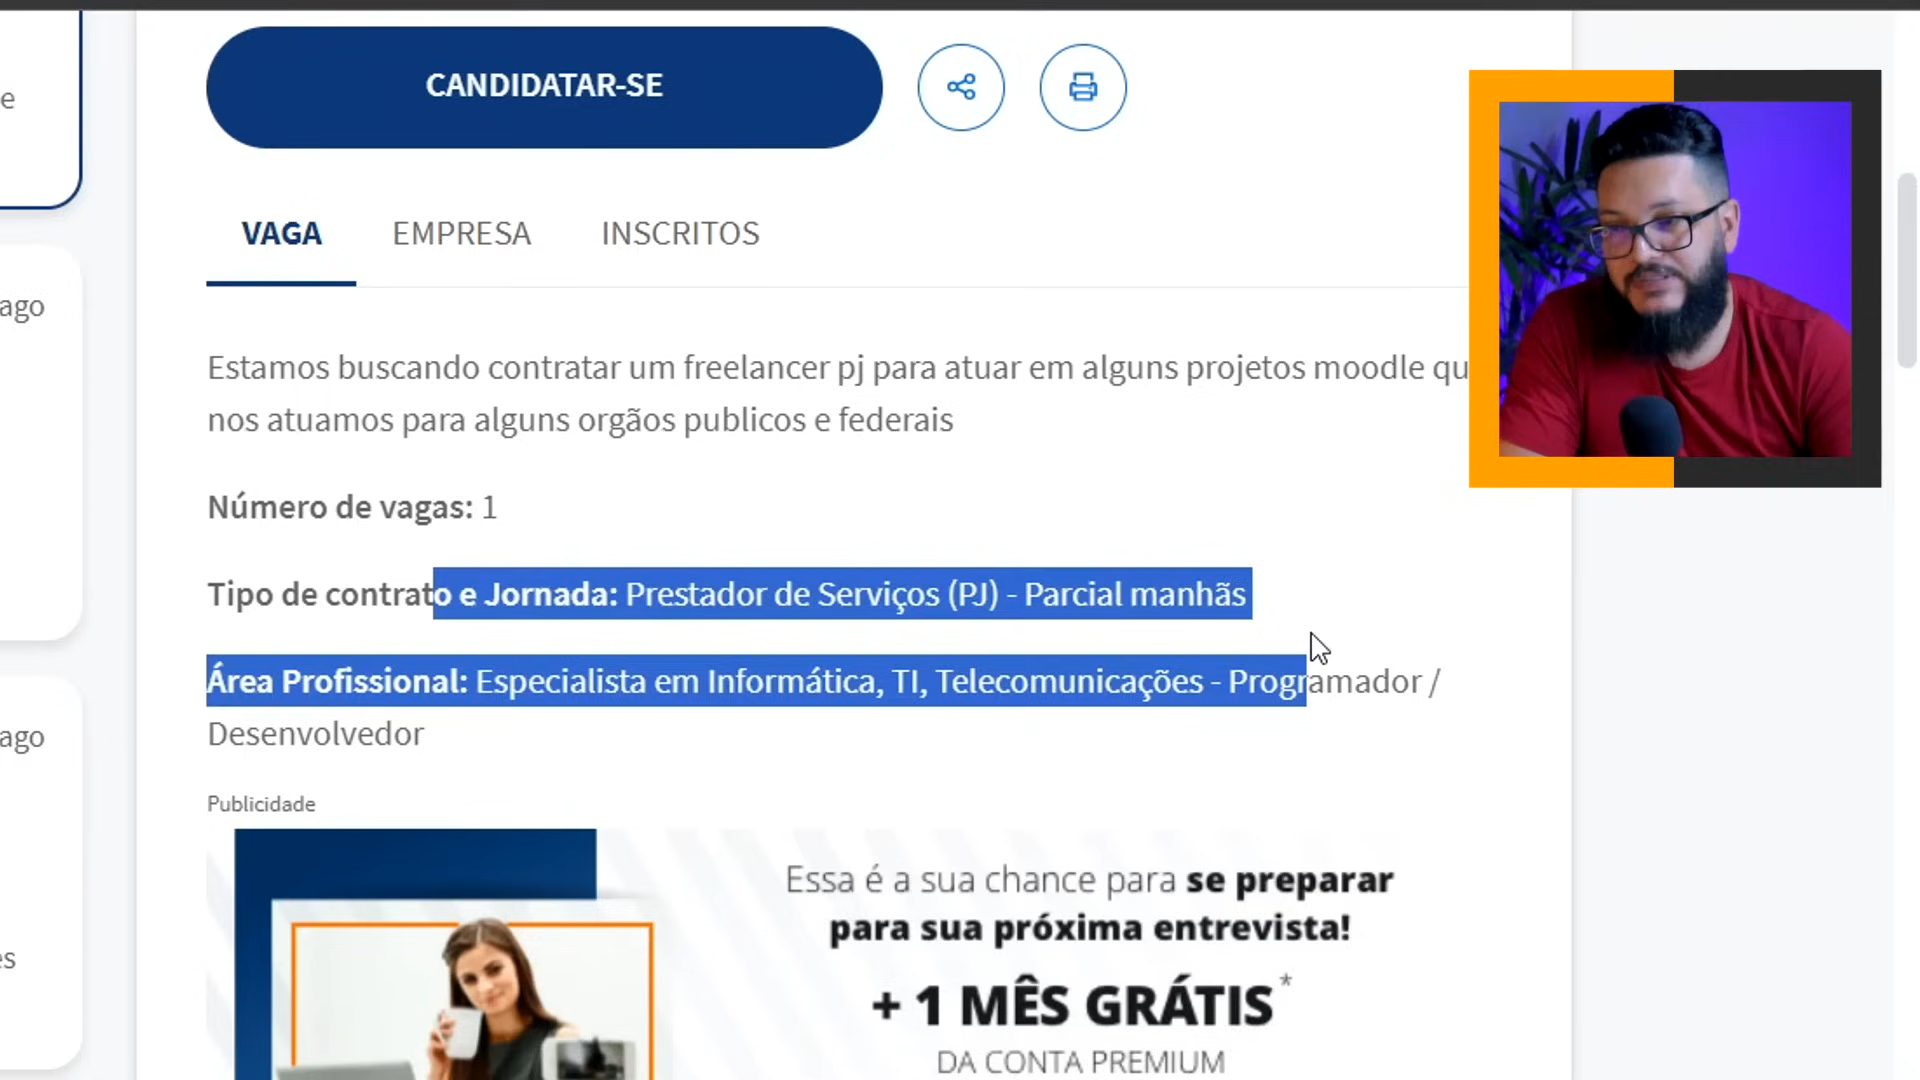 CANDIDATAR-SE
e
VAGA
EMPRESA
INSCRITOS
ago
Estamos buscando contratar um freelancer pj para atuar em alguns projetos moodle qu
nos atuamos para alguns orgãos publicos e federais
Número de vagas: 1
Tipo de contrato e Jornada: Prestador de Serviços (PJ) - Parcial manhãs
Área Profissional: Especialista em Informática, TI, Telecomunicações - Programador /
Desenvolvedor
ago
Publicidade
Essa é a sua chance para se preparar
para sua próxima entrevista!
es
+ 1 MÊS GRÁTIS*
DA CONTA PREMIUM